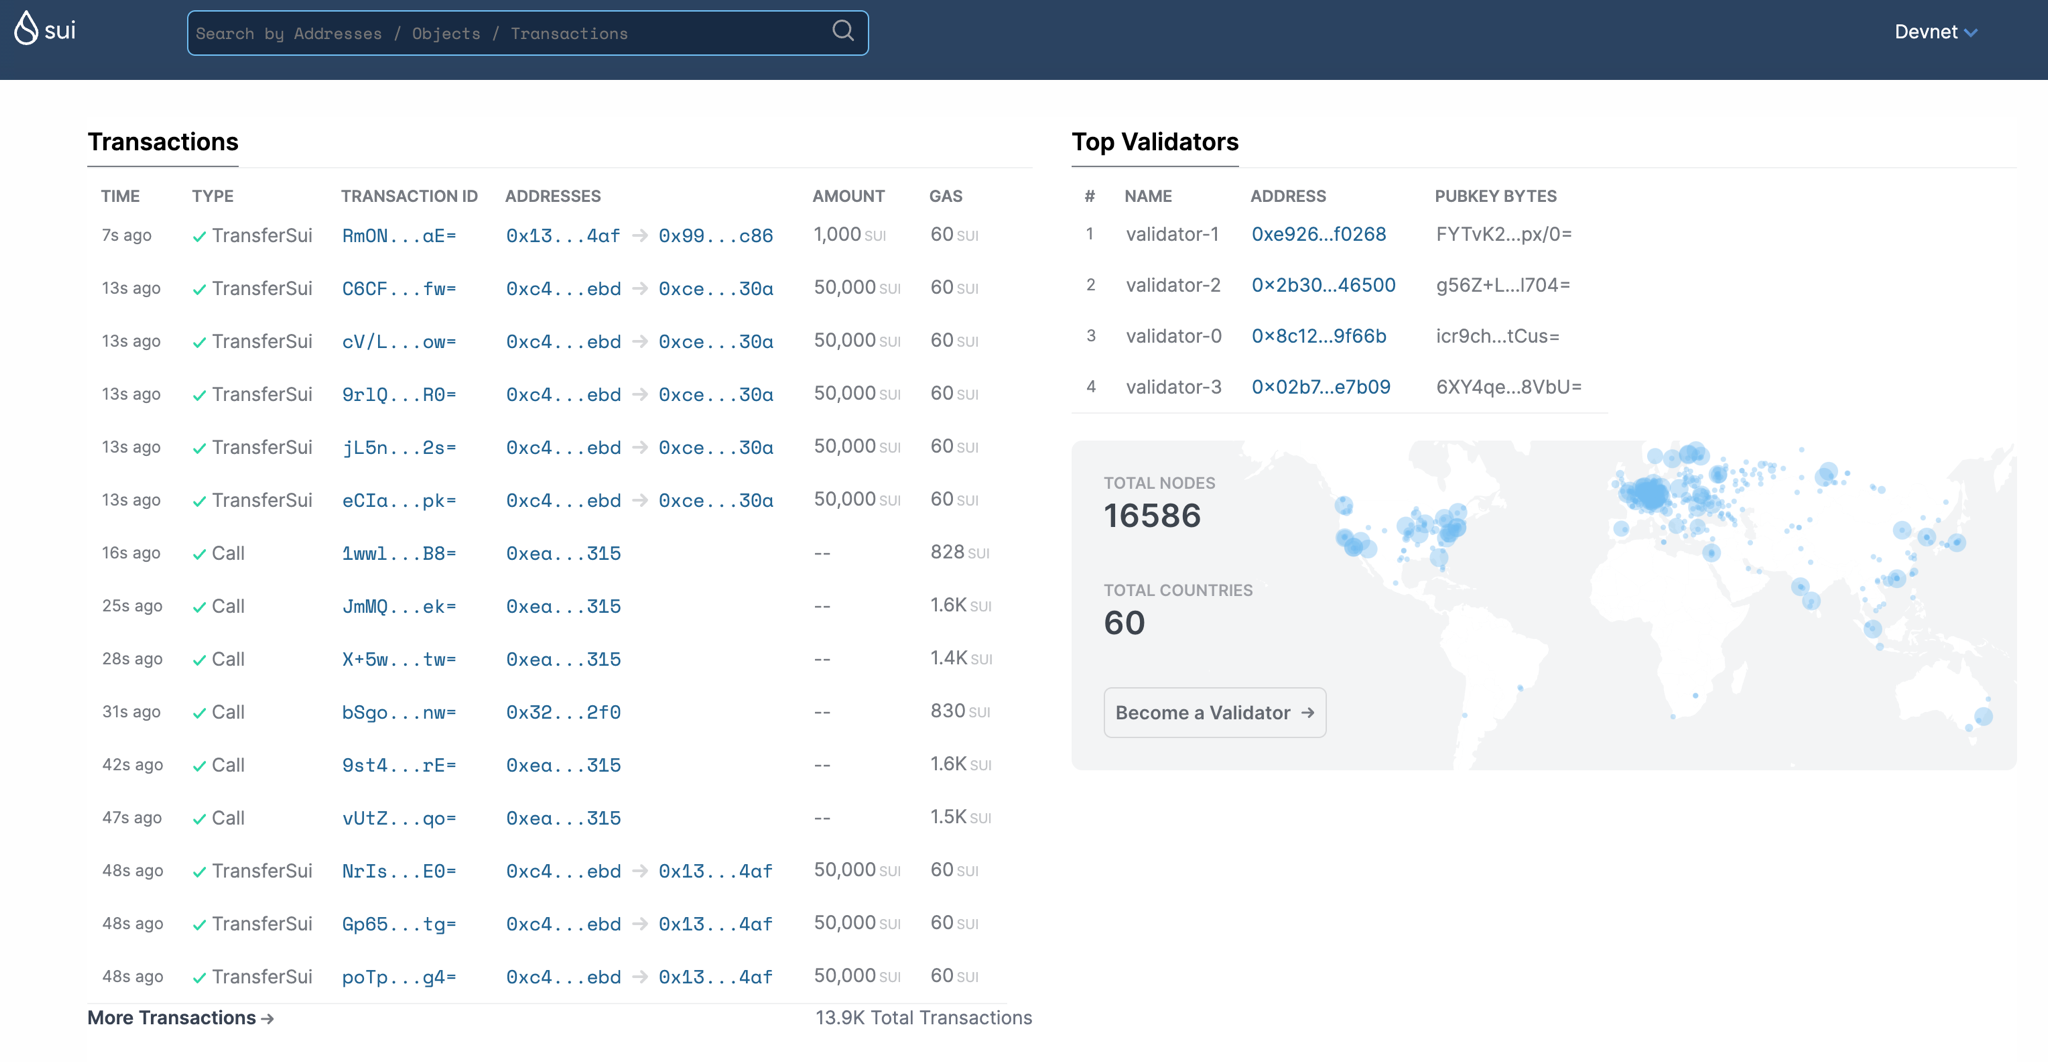 sui
Search by Addresses / Objects / Transactions
Devnet
Transactions
TIME TYPE TRANSACTION ID ADDRESSES AMOUNT GAS
7s ago TransferSui RmON...aE= 0x13...4af → 0x99...c86 1,000 SUI 60 SUI
13s ago TransferSui C6CF...fw= 0xc4...ebd → 0xce...30a 50,000 SUI 60 SUI
13s ago TransferSui cV/L...ow= 0xc4...ebd → 0xce...30a 50,000 SUI 60 SUI
13s ago TransferSui 9rlQ...R0= 0xc4...ebd → 0xce...30a 50,000 SUI 60 SUI
13s ago TransferSui jL5n...2s= 0xc4...ebd → 0xce...30a 50,000 SUI 60 SUI
13s ago TransferSui eCIa...pk= 0xc4...ebd → 0xce...30a 50,000 SUI 60 SUI
16s ago Call 1wwl...B8= 0xea...315 -- 828 SUI
25s ago Call JmMQ...ek= 0xea...315 -- 1.6K SUI
28s ago Call X+5w...tw= 0xea...315 -- 1.4K SUI
31s ago Call bSgo...nw= 0x32...2f0 -- 830 SUI
42s ago Call 9st4...rE= 0xea...315 -- 1.6K SUI
47s ago Call vUtZ...qo= 0xea...315 -- 1.5K SUI
48s ago TransferSui NrIs...E0= 0xc4...ebd → 0x13...4af 50,000 SUI 60 SUI
48s ago TransferSui Gp65...tg= 0xc4...ebd → 0x13...4af 50,000 SUI 60 SUI
48s ago TransferSui poTp...g4= 0xc4...ebd → 0x13...4af 50,000 SUI 60 SUI
More Transactions →
13.9K Total Transactions
Top Validators
# NAME ADDRESS PUBKEY BYTES
1 validator-1 0xe926...f0268 FYTvK2...px/0=
2 validator-2 0×2b30...46500 g56Z+L...l704=
3 validator-0 0×8c12...9f66b icr9ch...tCus=
4 validator-3 0×02b7...e7b09 6XY4qe...8VbU=
TOTAL NODES
16586
TOTAL COUNTRIES
60
Become a Validator →